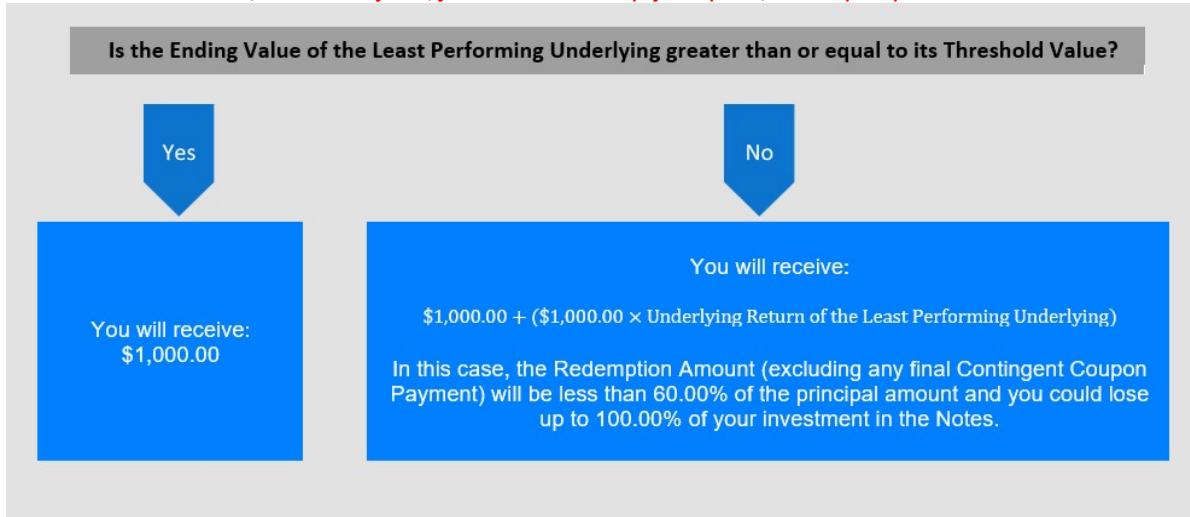 Is the Ending Value of the Least Performing Underlying greater than or equal to its Threshold Value?
Yes
No
You will receive:
$1,000.00
You will receive:
$1,000.00 + ($1,000.00 × Underlying Return of the Least Performing Underlying)
In this case, the Redemption Amount (excluding any final Contingent Coupon
Payment) will be less than 60.00% of the principal amount and you could lose
up to 100.00% of your investment in the Notes.